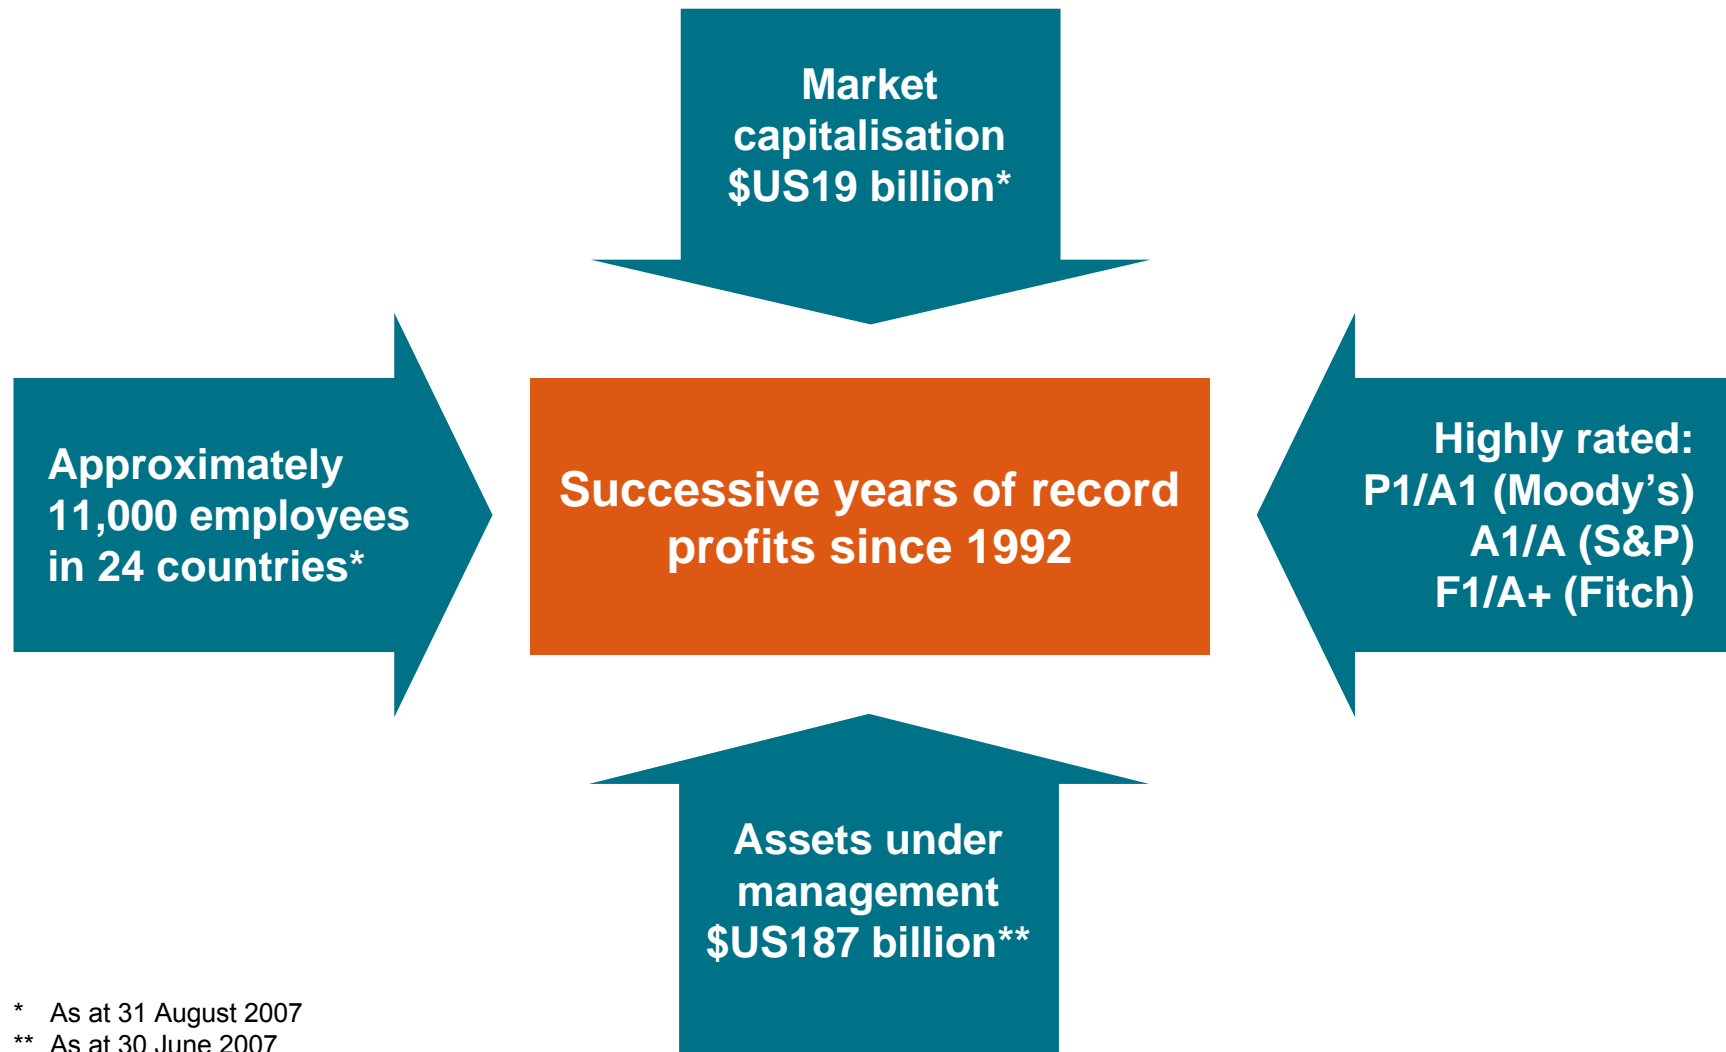 Market
capitalisation
$US19 billion*
Approximately
11,000 employees
in 24 countries*
Successive years of record
profits since 1992
Highly rated:
P1/A1 (Moody’s)
A1/A (S&P)
F1/A+ (Fitch)
Assets under
management
$US187 billion**
* As at 31 August 2007
** As at 30 June 2007